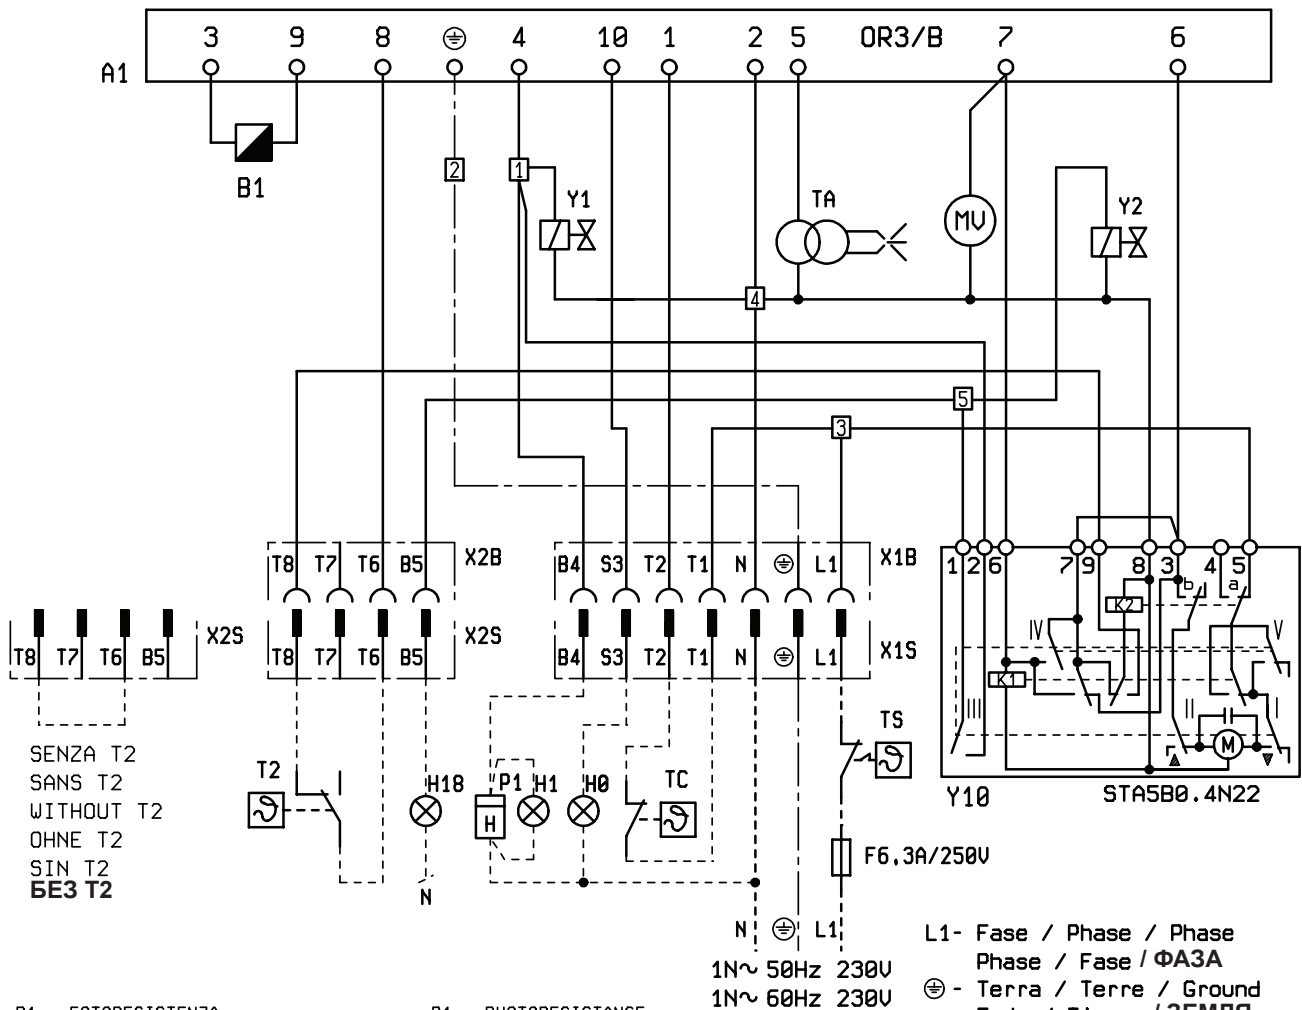 3 9 8 4 10 1 2 5 OR3/B 7 6
A1
B1
2
1
Y1
TA
MV
Y2
4
5
3
T8 T7 T6 B5 X2B
B4 S3 T2 T1 N L1 X1B
1 2 6 7 9 8 3 4 5
b a
K2
IV V
T8 T7 T6 B5 X2S
T8 T7 T6 B5 X2S
B4 S3 T2 T1 N L1 X1S
K1
III II I
M
TS
SENZA T2
SANS T2
WITHOUT T2
OHNE T2
SIN T2
БЕЗ Т2
T2
H18
N
P1 H1 H0
H
TC
F6,3A/250V
Y10 STA5B0.4N22
N L1
1N~ 50Hz 230V
1N~ 60Hz 230V
L1- Fase / Phase / Phase
Phase / Fase / ФАЗА
- Terra / Terre / Ground